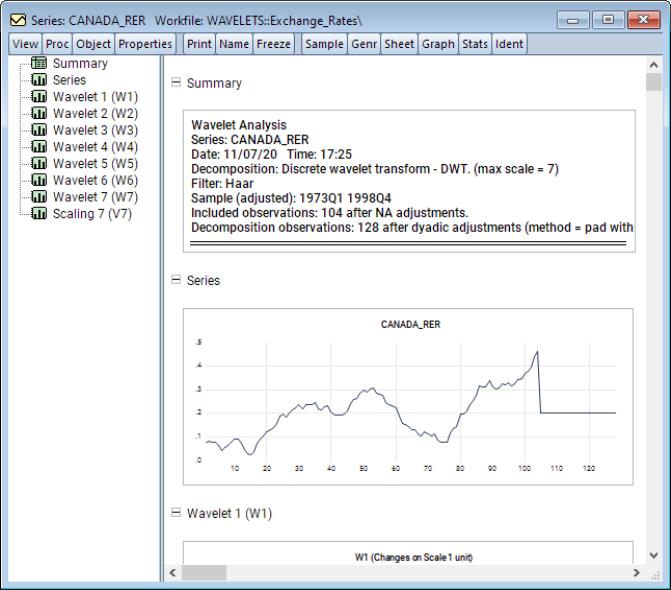 Series: CANADA_RER Workfile: WAVELETS::Exchange_Rates\
View Proc Object Properties Print Name Freeze Sample Genr Sheet Graph Stats Ident
Summary
Series
Wavelet 1 (W1)
Wavelet 2 (W2)
Wavelet 3 (W3)
Wavelet 4 (W4)
Wavelet 5 (W5)
Wavelet 6 (W6)
Wavelet 7 (W7)
Scaling 7 (V7)
Summary
Wavelet Analysis
Series: CANADA_RER
Date: 11/07/20 Time: 17:25
Decomposition: Discrete wavelet transform - DWT. (max scale = 7)
Filter: Haar
Sample (adjusted): 1973Q1 1998Q4
Included observations: 104 after NA adjustments.
Decomposition observations: 128 after dyadic adjustments (method = pad with
Series
CANADA_RER
.5
.4
.3
.2
.1
.0
10 20 30 40 50 60 70 80 90 100 110 120
Wavelet 1 (W1)
W1 (Changes on Scale 1 unit)